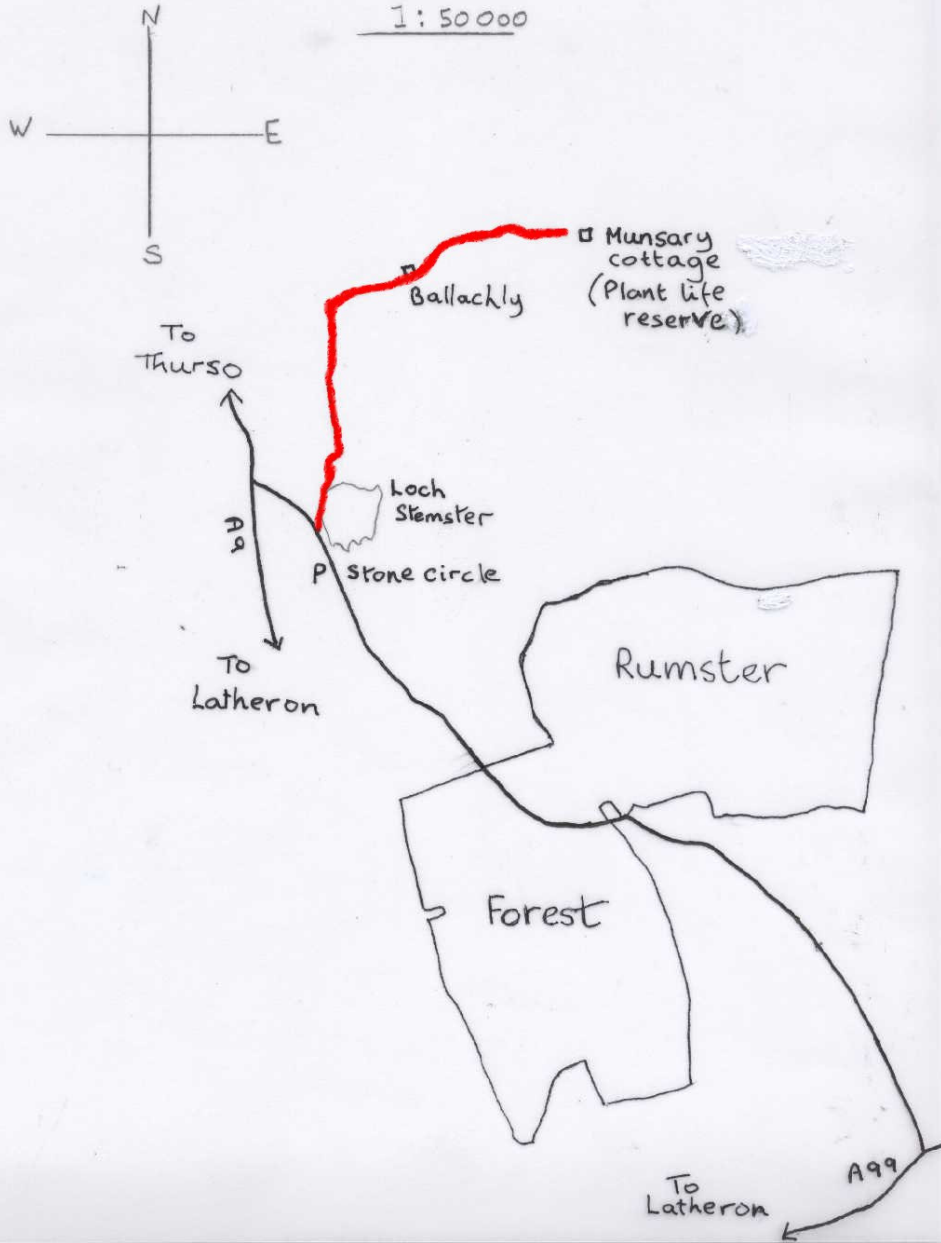 1:50000
N
W
E
S
Munsary
cottage
(Plant life
reserve)
Ballachly
To
Thurso
Loch
Stemster
A9
P Stone circle
To
Latheron
Rumster
Forest
A99
To
Latheron